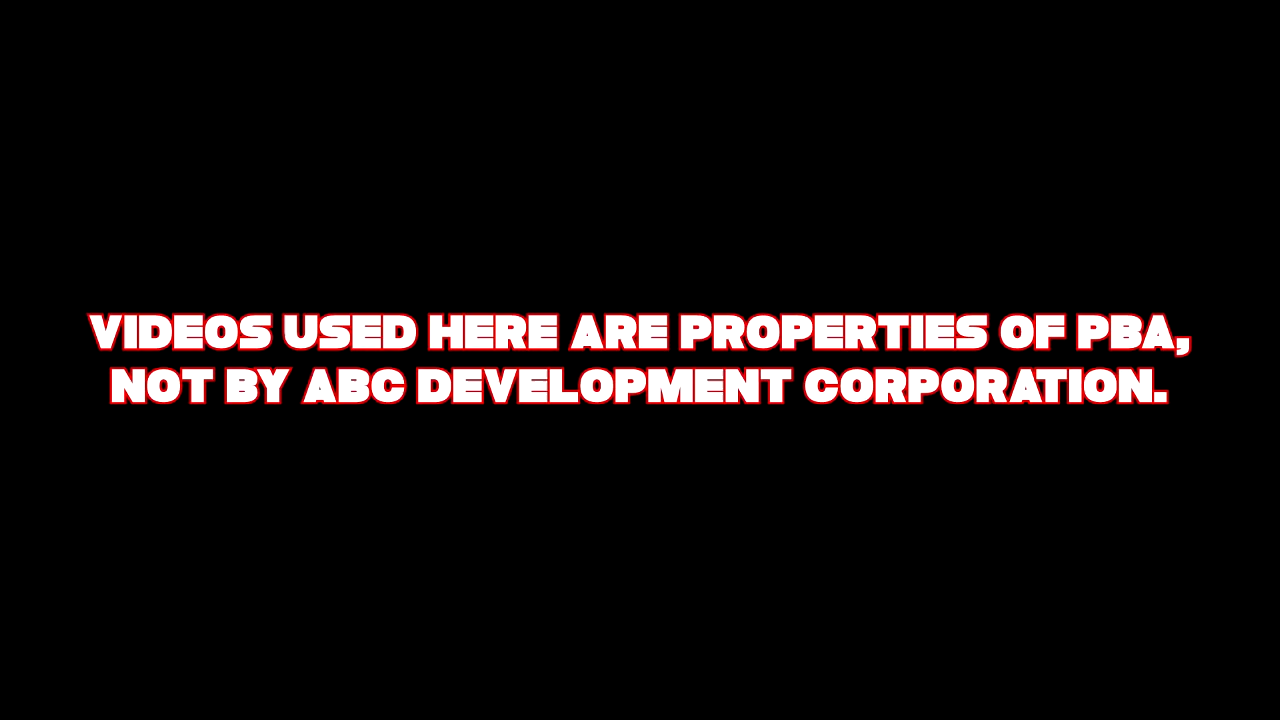 VIDEOS USED HERE ARE PROPERTIES OF PBA,
NOT BY ABC DEVELOPMENT CORPORATION.